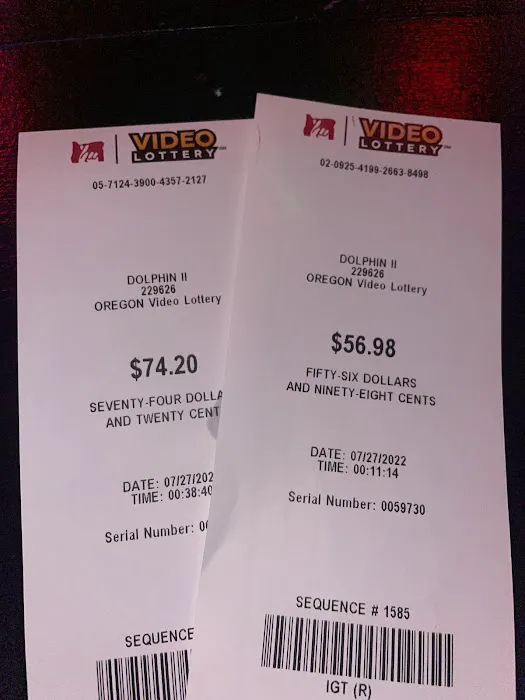 VIDEO
LOTTERY
05-7124-3900-4357-2127
DOLPHIN II
229626
OREGON Video Lottery
$74.20
SEVENTY-FOUR DOLLA
AND TWENTY CENT
DATE: 07/27/202
TIME: 00:38:40
Serial Number: 0
SEQUENCE
VIDEO
LOTTERY
02-0925-4199-2663-8498
DOLPHIN II
229626
OREGON Video Lottery
$56.98
FIFTY-SIX DOLLARS
AND NINETY-EIGHT CENTS
DATE: 07/27/2022
TIME: 00:11:14
Serial Number: 0059730
SEQUENCE # 1585
IGT (R)